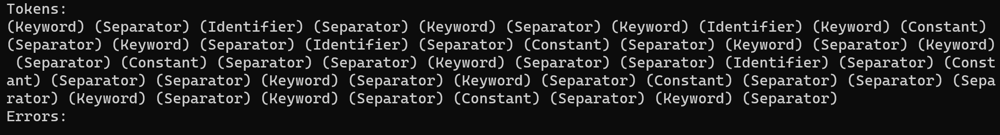 Tokens:
(Keyword) (Separator) (Identifier) (Separator) (Keyword) (Separator) (Keyword) (Identifier) (Keyword) (Constant)
(Separator) (Keyword) (Separator) (Identifier) (Separator) (Constant) (Separator) (Keyword) (Separator) (Keyword)
(Separator) (Constant) (Separator) (Separator) (Keyword) (Separator) (Separator) (Identifier) (Separator) (Const
ant) (Separator) (Separator) (Keyword) (Separator) (Keyword) (Separator) (Constant) (Separator) (Separator) (Sepa
rator) (Keyword) (Separator) (Keyword) (Separator) (Constant) (Separator) (Keyword) (Separator)
Errors: